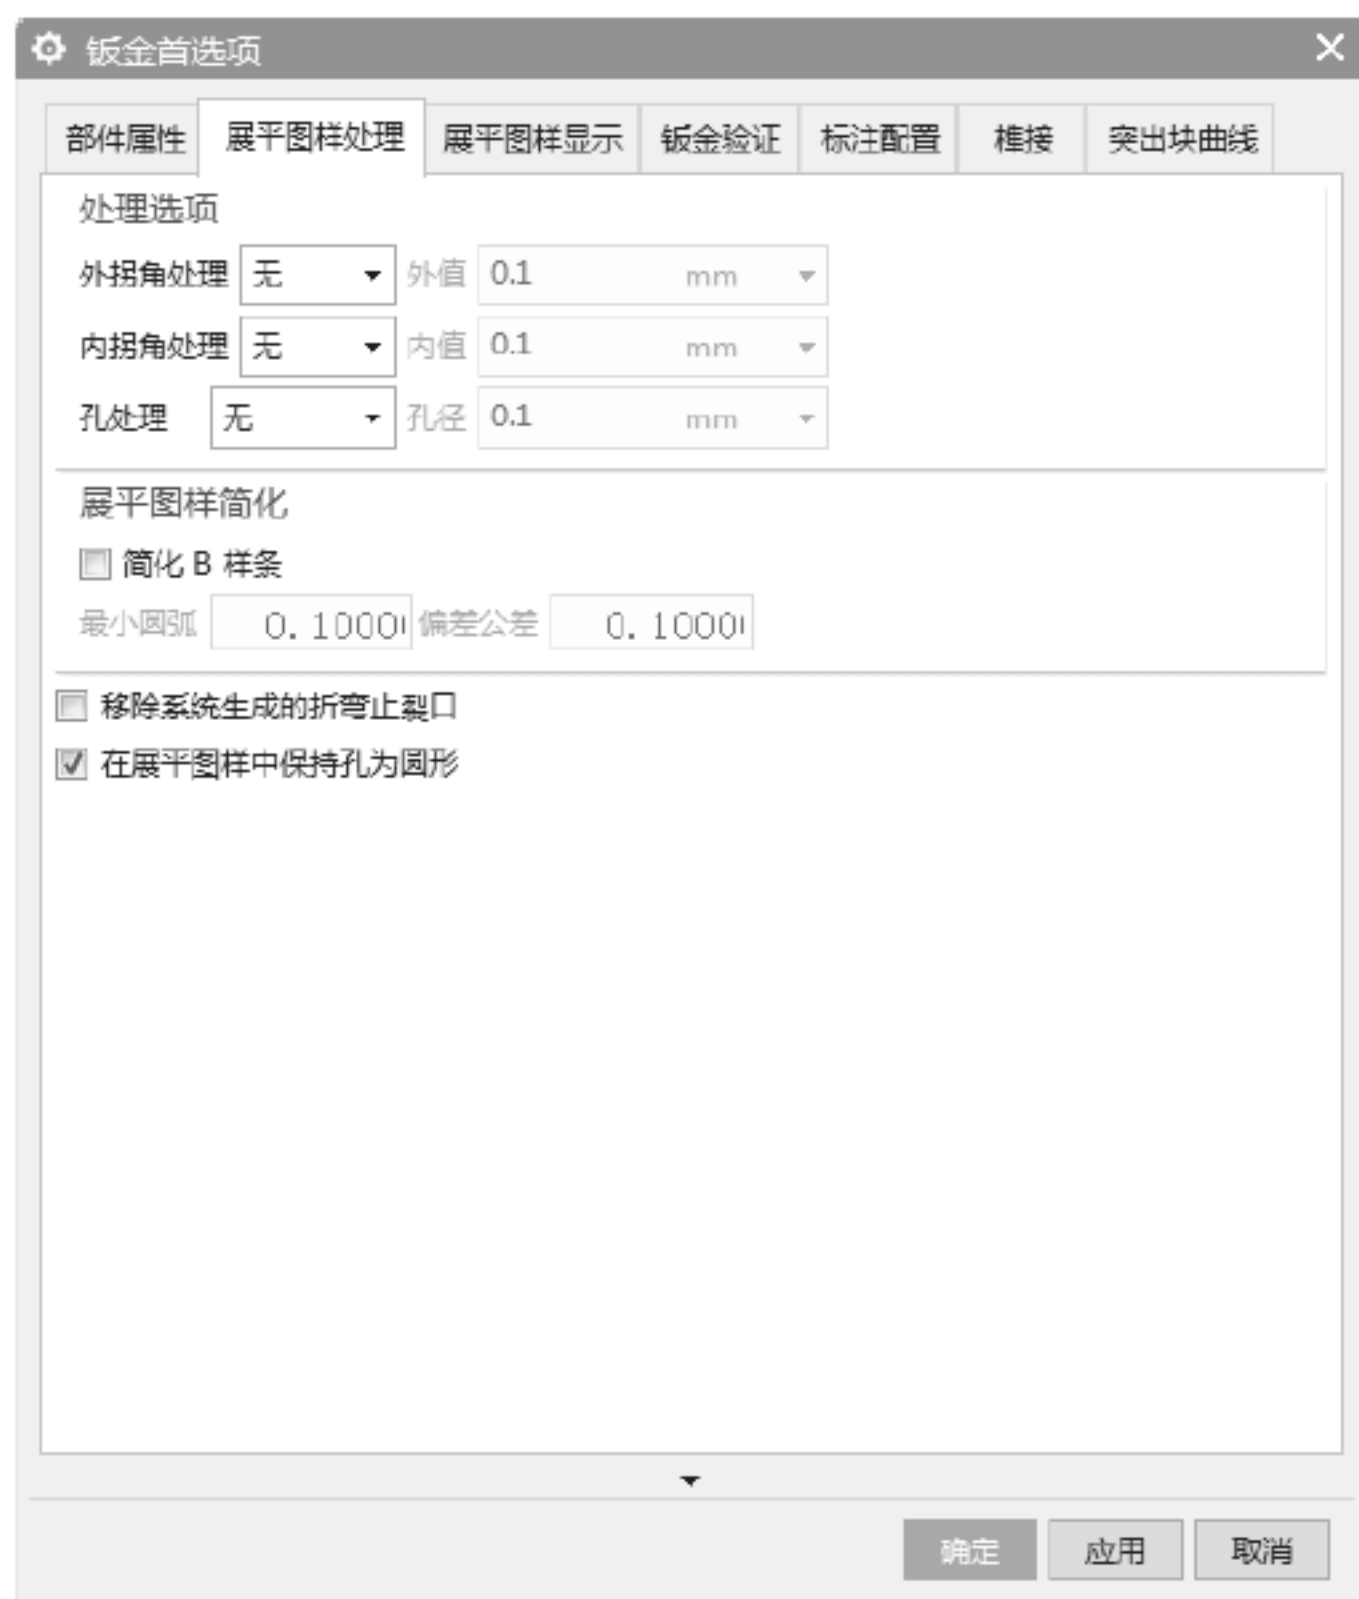 钣金首选项
部件属性 展平图样处理 展平图样显示 钣金验证 标注配置 榫接 突出块曲线
处理选项
外拐角处理 无 外值 0.1 mm
内拐角处理 无 内值 0.1 mm
孔处理 无 孔径 0.1 mm
展平图样简化
简化 B 样条
最小圆弧 0.1000 偏差公差 0.1000
移除系统生成的折弯止裂口
在展平图样中保持孔为圆形
确定 应用 取消